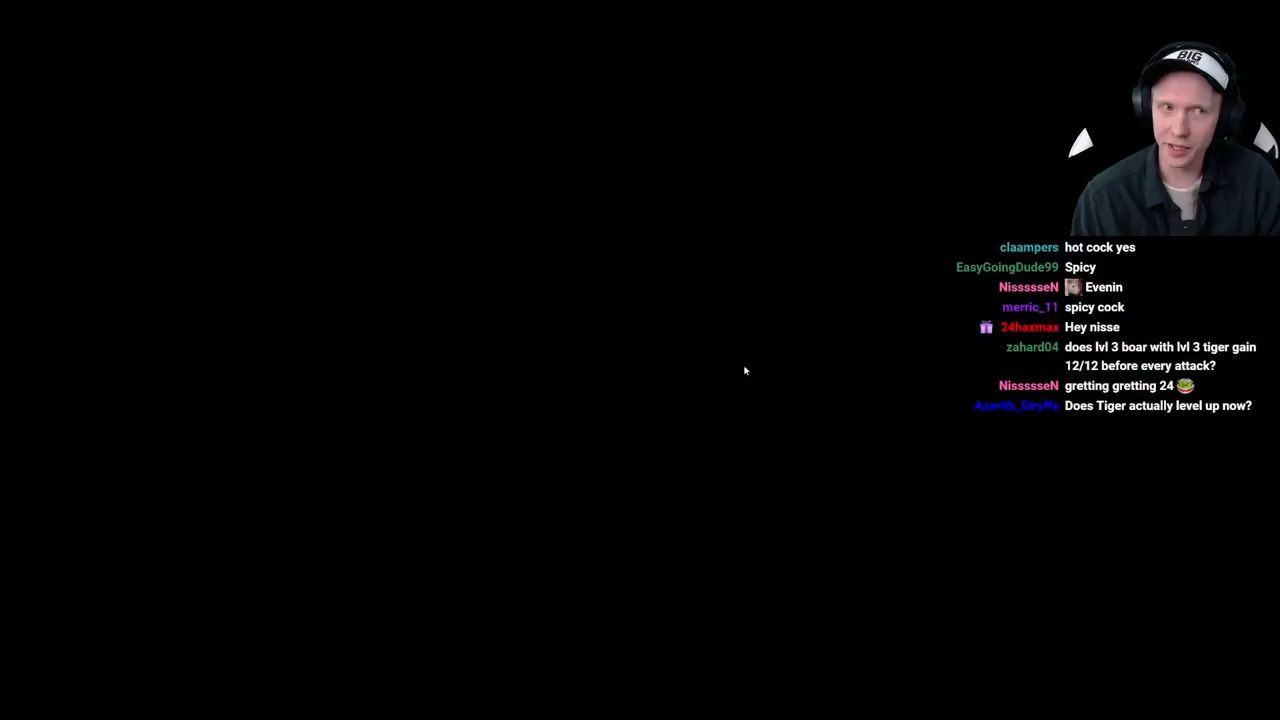 BIG
claampers hot cock yes
EasyGoingDude99 Spicy
NissssseN Evenin
merric_11 spicy cock
24haxmax Hey nisse
zahard04 does lvl 3 boar with lvl 3 tiger gain
12/12 before every attack?
NissssseN gretting gretting 24
Azarith_Stryffe Does Tiger actually level up now?